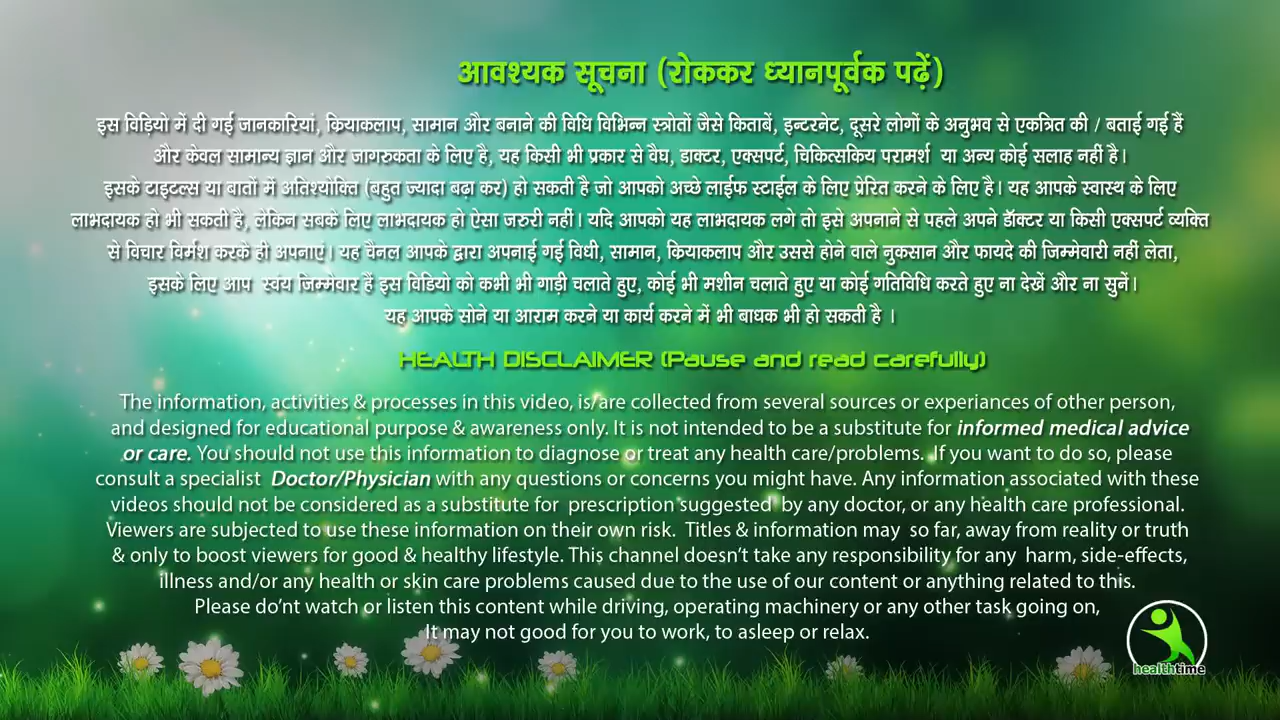 आवश्यक सूचना (रोककर ध्यानपूर्वक पढ़ें)
इस विड़ियो में दी गई जानकारियां, क्रियाकलाप, सामान और बनाने की विधि विभिन्न स्त्रोतों जैसे किताबें, इन्टरनेट, दूसरे लोगों के अनुभव से एकत्रित की / बताई गई हैं
और केवल सामान्य ज्ञान और जागरुकता के लिए है, यह किसी भी प्रकार से वैघ, डाक्टर, एक्सपर्ट, चिकित्सकिय परामर्श या अन्य कोई सलाह नहीं है।
इसके टाइटल्स या बातों में अतिश्योक्ति (बहुत ज्यादा बढ़ा कर) हो सकती है जो आपको अच्छे लाईफ स्टाईल के लिए प्रेरित करने के लिए है। यह आपके स्वास्थ के लिए
लाभदायक हो भी सकती है, लेकिन सबके लिए लाभदायक हो ऐसा जरुरी नहीं। यदि आपको यह लाभदायक लगे तो इसे अपनाने से पहले अपने डॅाक्टर या किसी एक्सपर्ट व्यक्ति
से विचार विर्मश करके ही अपनाएं। यह चैनल आपके द्वारा अपनाई गई विधी, सामान, क्रियाकलाप और उससे होने वाले नुकसान और फायदे की जिम्मेवारी नहीं लेता,
इसके लिए आप स्वंय जिम्मेवार हैं इस विडियो को कभी भी गाड़ी चलाते हुए, कोई भी मशीन चलाते हुए या कोई गतिविधि करते हुए ना देखें और ना सुनें।
यह आपके सोने या आराम करने या कार्य करने में भी बाधक भी हो सकती है ।
HEALTH DISCLAIMER (Pause and read carefully)
The information, activities & processes in this video, is/are collected from several sources or experiances of other person,
and designed for educational purpose & awareness only. It is not intended to be a substitute for informed medical advice
or care. You should not use this information to diagnose or treat any health care/problems. If you want to do so, please
consult a specialist Doctor/Physician with any questions or concerns you might have. Any information associated with these
videos should not be considered as a substitute for prescription suggested by any doctor, or any health care professional.
Viewers are subjected to use these information on their own risk. Titles & information may so far, away from reality or truth
& only to boost viewers for good & healthy lifestyle. This channel doesn't take any responsibility for any harm, side-effects,
illness and/or any health or skin care problems caused due to the use of our content or anything related to this.
Please do'nt watch or listen this content while driving, operating machinery or any other task going on,
It may not good for you to work, to asleep or relax.
healthtime